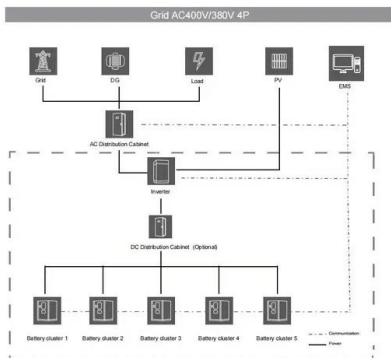 Grid AC400V/380V 4P
Grid
DG
Load
PV
EMS
AC Distribution Cabinet
Inverter
DC Distribution Cabinet (Optional)
Battery cluster 1
Battery cluster 2
Battery cluster 3
Battery cluster 4
Battery cluster 5
Communication
Power